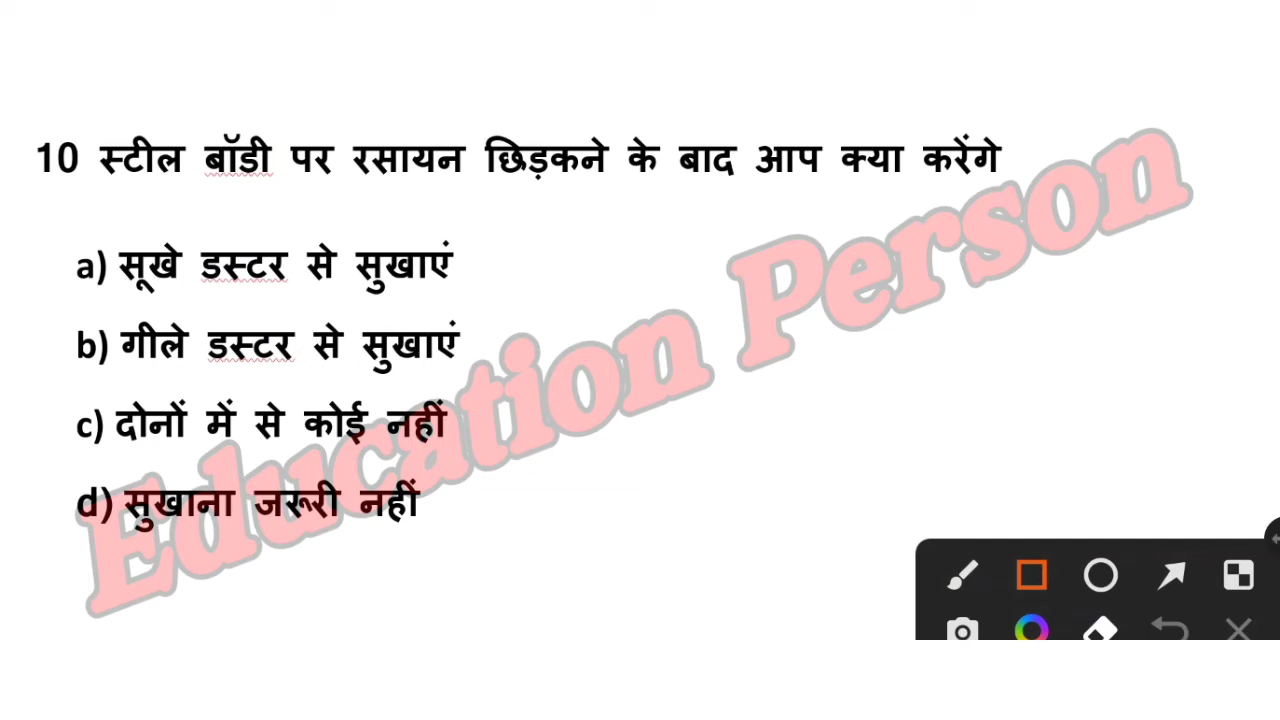 10 स्टील बॉडी पर रसायन छिड़कने के बाद आप क्या करेंगे
a) सूखे डस्टर से सुखाएं
b) गीले डस्टर से सुखाएं
c) दोनों में से कोई नहीं
d) सुखाना जरूरी नहीं
Education Person